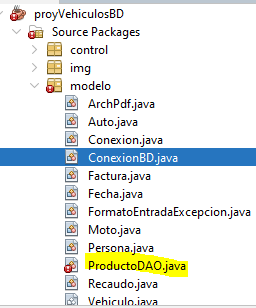 proyVehiculosBD
Source Packages
control
img
modelo
ArchPdf.java
Auto.java
Conexion.java
ConexionBD.java
Factura.java
Fecha.java
FormatoEntradaExcepcion.java
Moto.java
Persona.java
ProductoDAO.java
Recaudo.java
Vehiculo.java